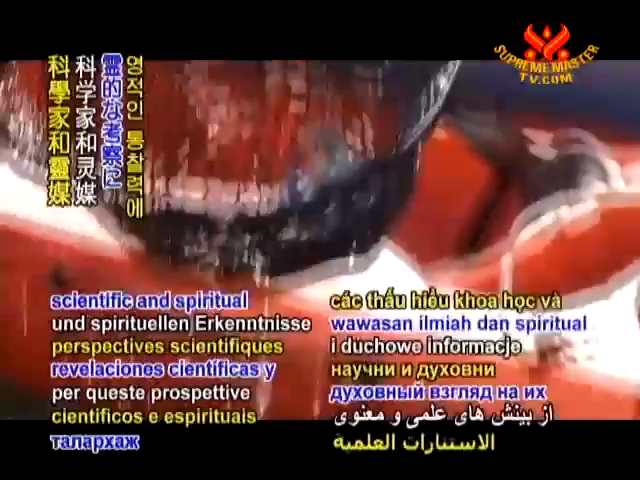 SUPREME MASTER
TV.COM
영적인 통찰력에
霊的な考察に
科学家和灵媒
科學家和靈媒
scientific and spiritual
und spirituellen Erkenntnisse
perspectives scientifiques
revelaciones científicas y
per queste prospettive
científicos e espirituais
талархаж
các thấu hiểu khoa học và
wawasan ilmiah dan spiritual
i duchowe informacje
научни и духовни
духовный взгляд на их
از بینش های علمی و معنوی
الاستنارات العلمية